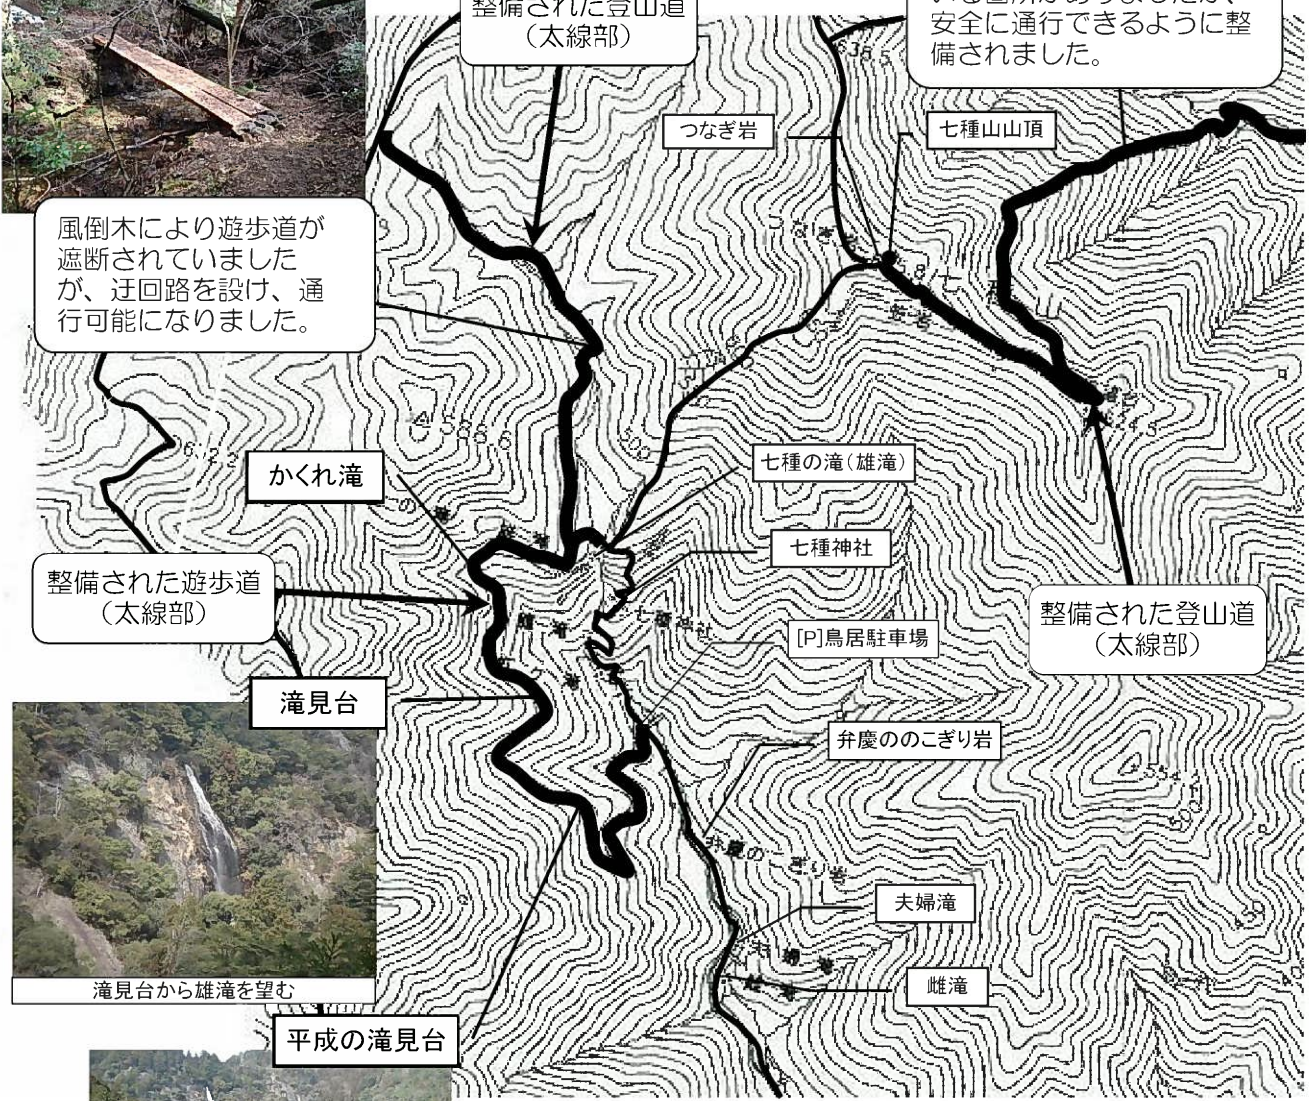 整備された登山道
（太線部）
安全に通行できるように整
備されました。
つなぎ岩
七種山山頂
風倒木により遊歩道が
遮断されていました
が、迂回路を設け、通
行可能になりました。
かくれ滝
七種の滝（雄滝）
七種神社
整備された遊歩道
（太線部）
整備された登山道
（太線部）
[P]鳥居駐車場
滝見台
弁慶ののこぎり岩
夫婦滝
雌滝
滝見台から雄滝を望む
平成の滝見台